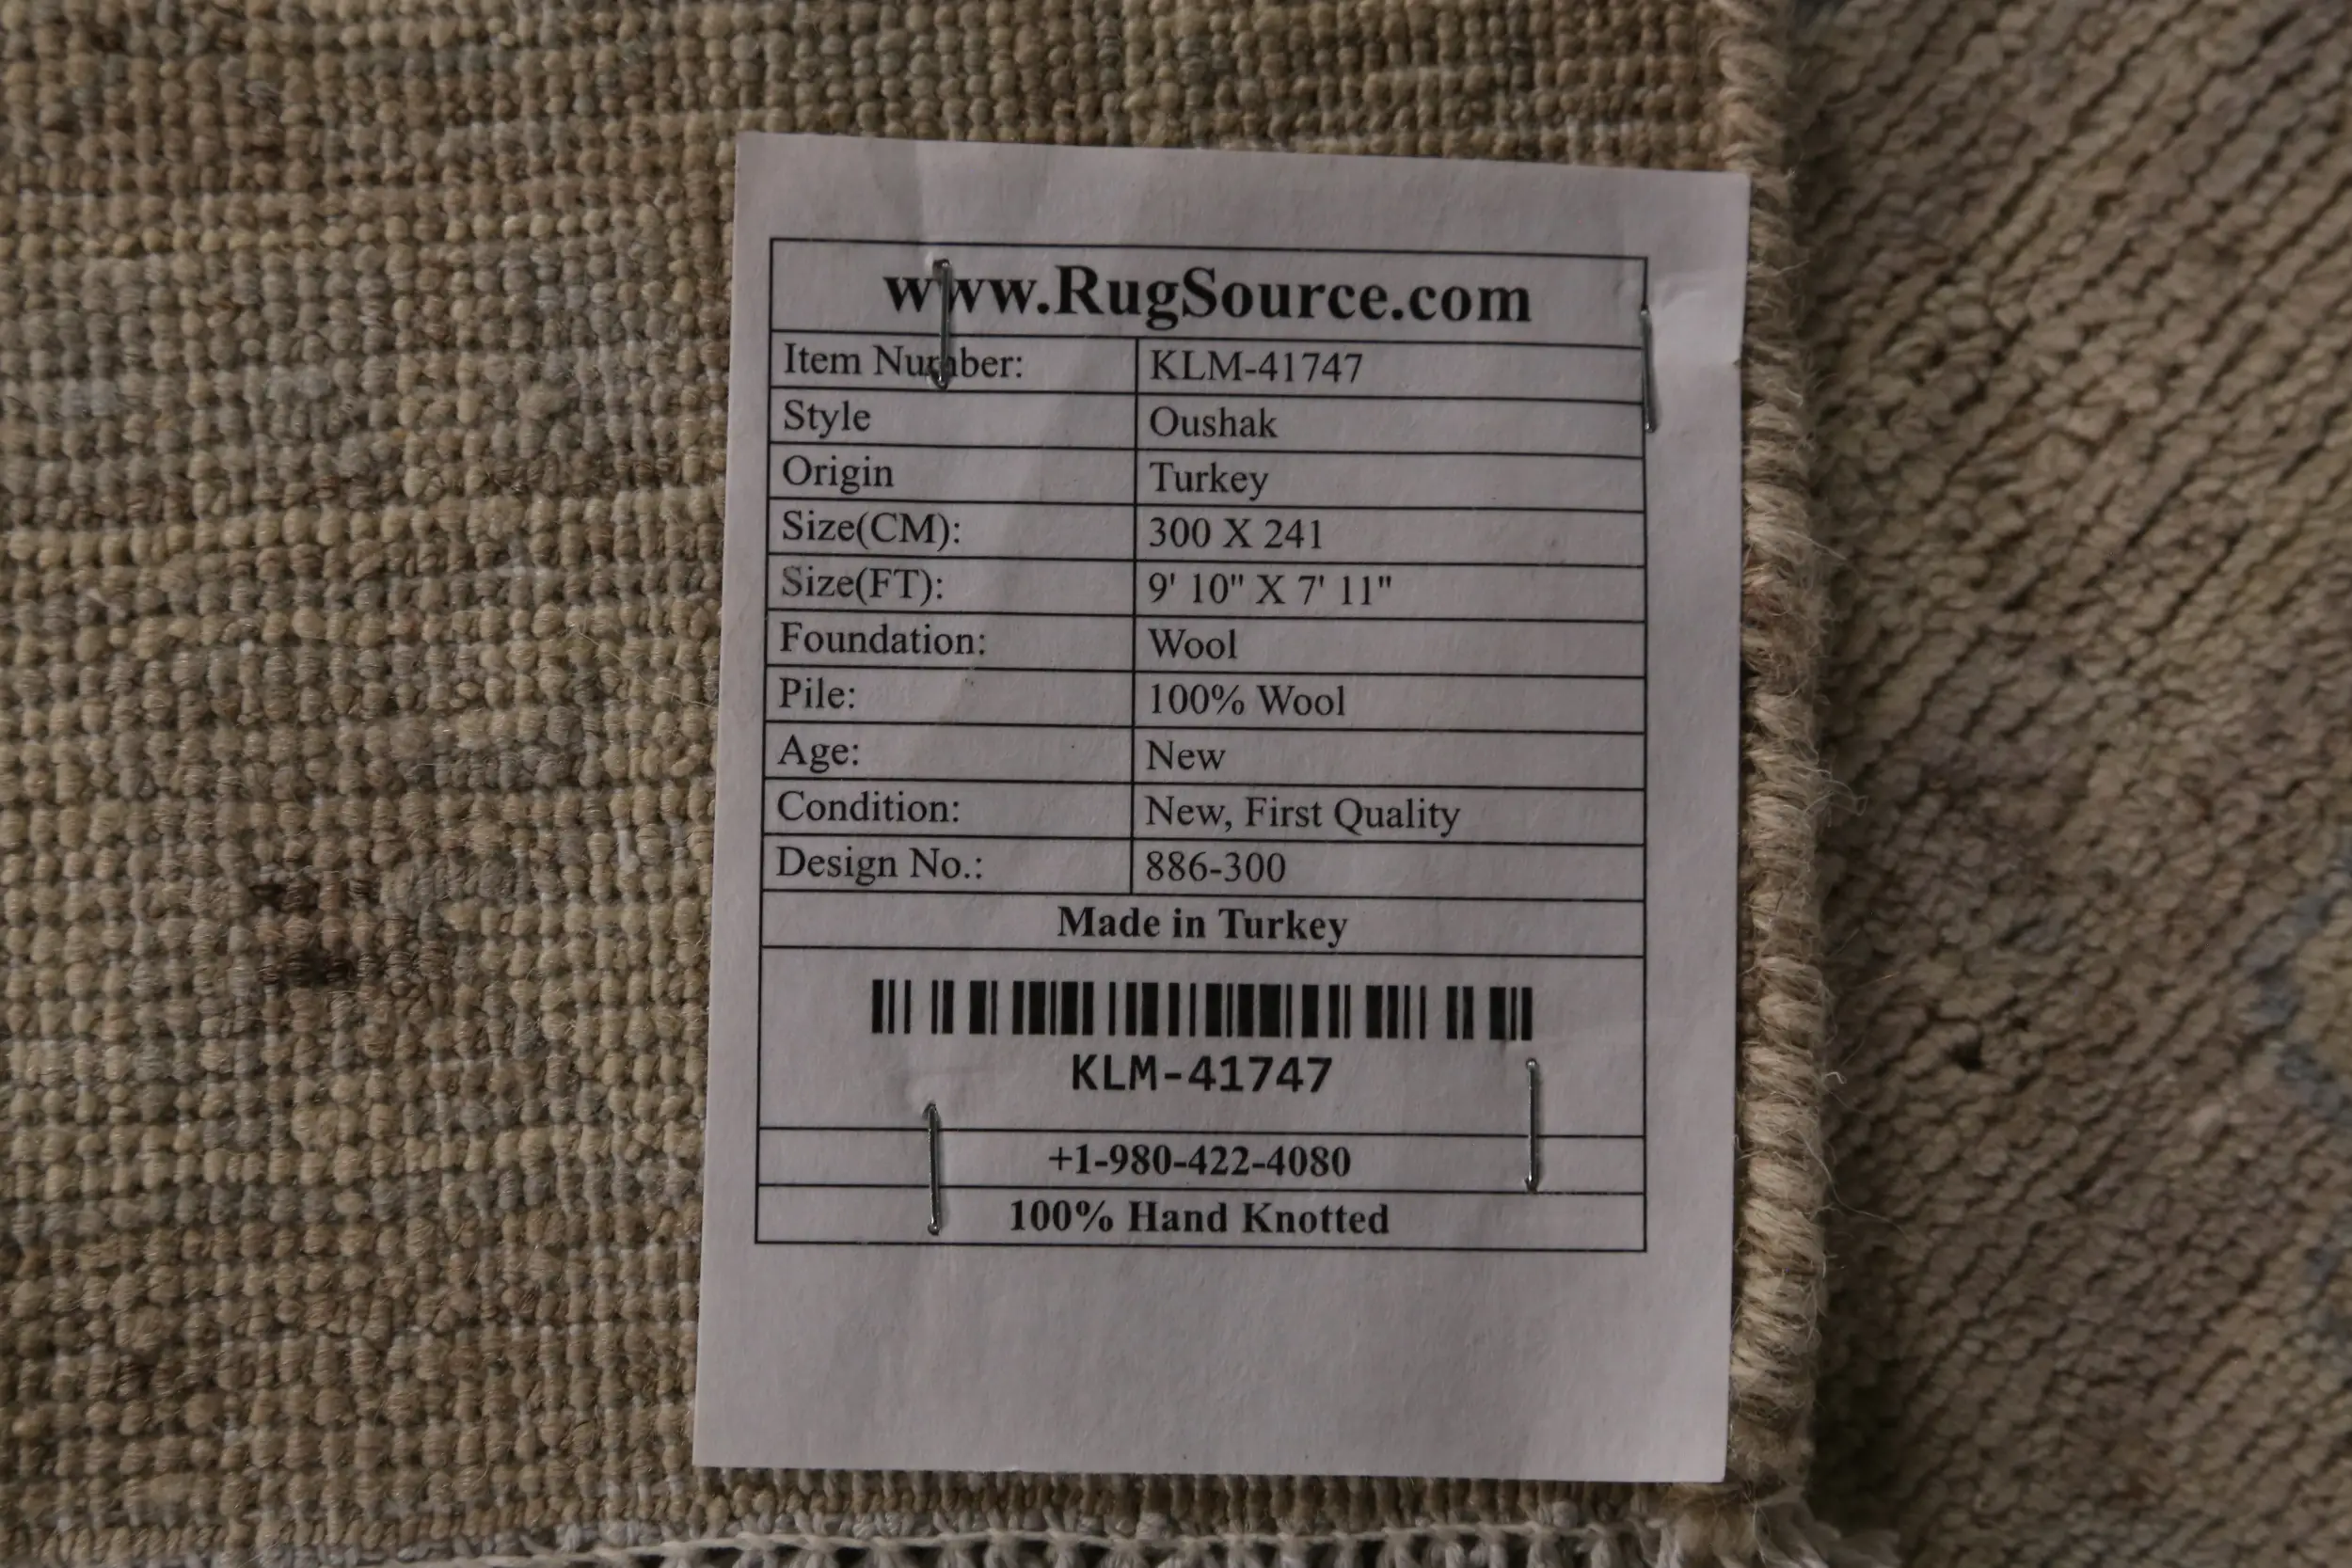 www.RugSource.com
Item Number: KLM-41747
Style Oushak
Origin Turkey
Size(CM): 300 X 241
Size(FT): 9' 10" X 7' 11"
Foundation: Wool
Pile: 100% Wool
Age: New
Condition: New, First Quality
Design No.: 886-300
Made in Turkey
KLM-41747
+1-980-422-4080
100% Hand Knotted